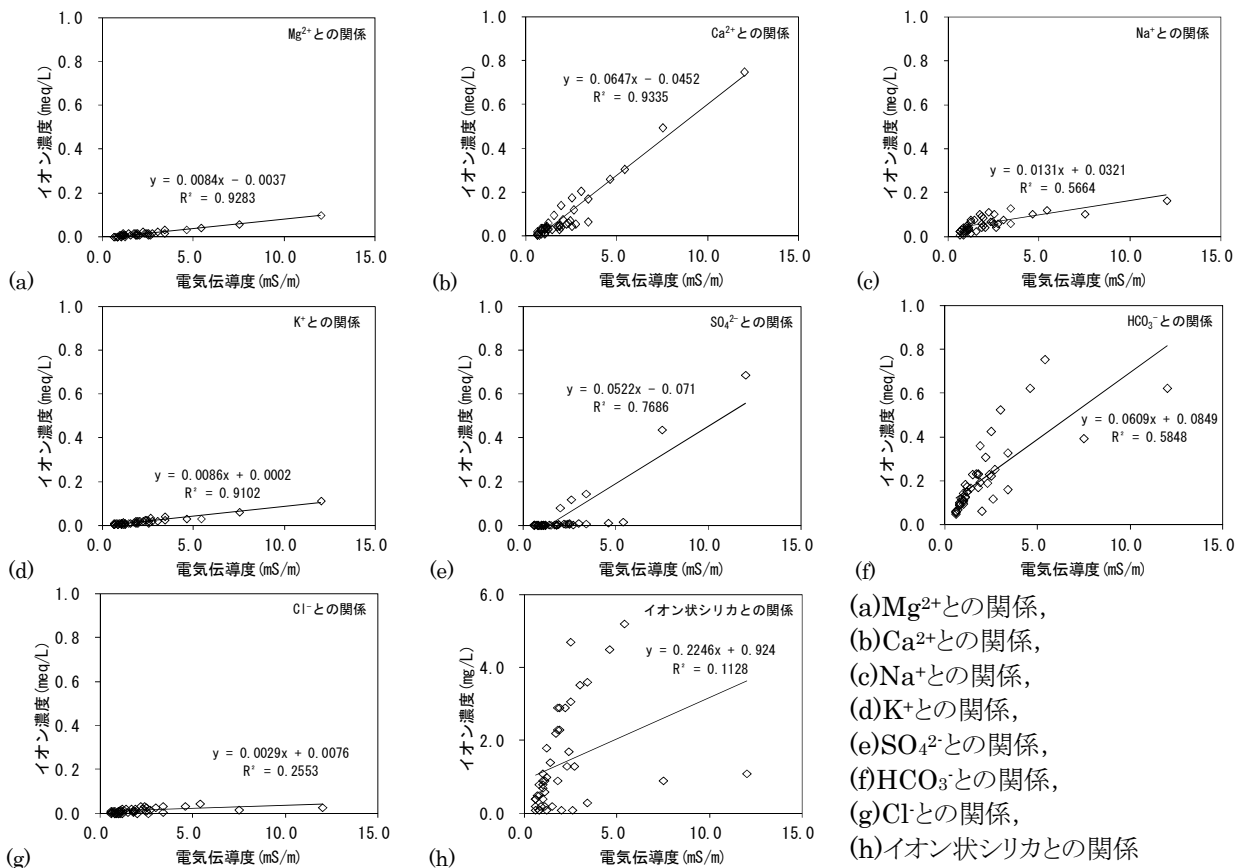 Mg²⁺との関係
イオン濃度(meq/L)
1.0
0.8
0.6
0.4
0.2
0.0
y = 0.0084x − 0.0037
R² = 0.9283
0.0 5.0 10.0 15.0
電気伝導度(mS/m)
(a)
Ca²⁺との関係
イオン濃度(meq/L)
1.0
0.8
0.6
0.4
0.2
0.0
y = 0.0647x − 0.0452
R² = 0.9335
0.0 5.0 10.0 15.0
電気伝導度(mS/m)
(b)
Na⁺との関係
イオン濃度(meq/L)
1.0
0.8
0.6
0.4
0.2
0.0
y = 0.0131x + 0.0321
R² = 0.5664
0.0 5.0 10.0 15.0
電気伝導度(mS/m)
(c)
K⁺との関係
イオン濃度(meq/L)
1.0
0.8
0.6
0.4
0.2
0.0
y = 0.0086x + 0.0002
R² = 0.9102
0.0 5.0 10.0 15.0
電気伝導度(mS/m)
(d)
SO₄²⁻との関係
イオン濃度(meq/L)
1.0
0.8
0.6
0.4
0.2
0.0
y = 0.0522x − 0.071
R² = 0.7686
0.0 5.0 10.0 15.0
電気伝導度(mS/m)
(e)
HCO₃⁻との関係
イオン濃度(meq/L)
1.0
0.8
0.6
0.4
0.2
0.0
y = 0.0609x + 0.0849
R² = 0.5848
0.0 5.0 10.0 15.0
電気伝導度(mS/m)
(f)
Cl⁻との関係
イオン濃度(meq/L)
1.0
0.8
0.6
0.4
0.2
0.0
y = 0.0029x + 0.0076
R² = 0.2553
0.0 5.0 10.0 15.0
電気伝導度(mS/m)
(g)
イオン状シリカとの関係
イオン濃度(mg/L)
6.0
4.0
2.0
0.0
y = 0.2246x + 0.924
R² = 0.1128
0.0 5.0 10.0 15.0
電気伝導度(mS/m)
(h)
(a)Mg²⁺との関係,
(b)Ca²⁺との関係,
(c)Na⁺との関係,
(d)K⁺との関係,
(e)SO₄²⁻との関係,
(f)HCO₃⁻との関係,
(g)Cl⁻との関係,
(h)イオン状シリカとの関係